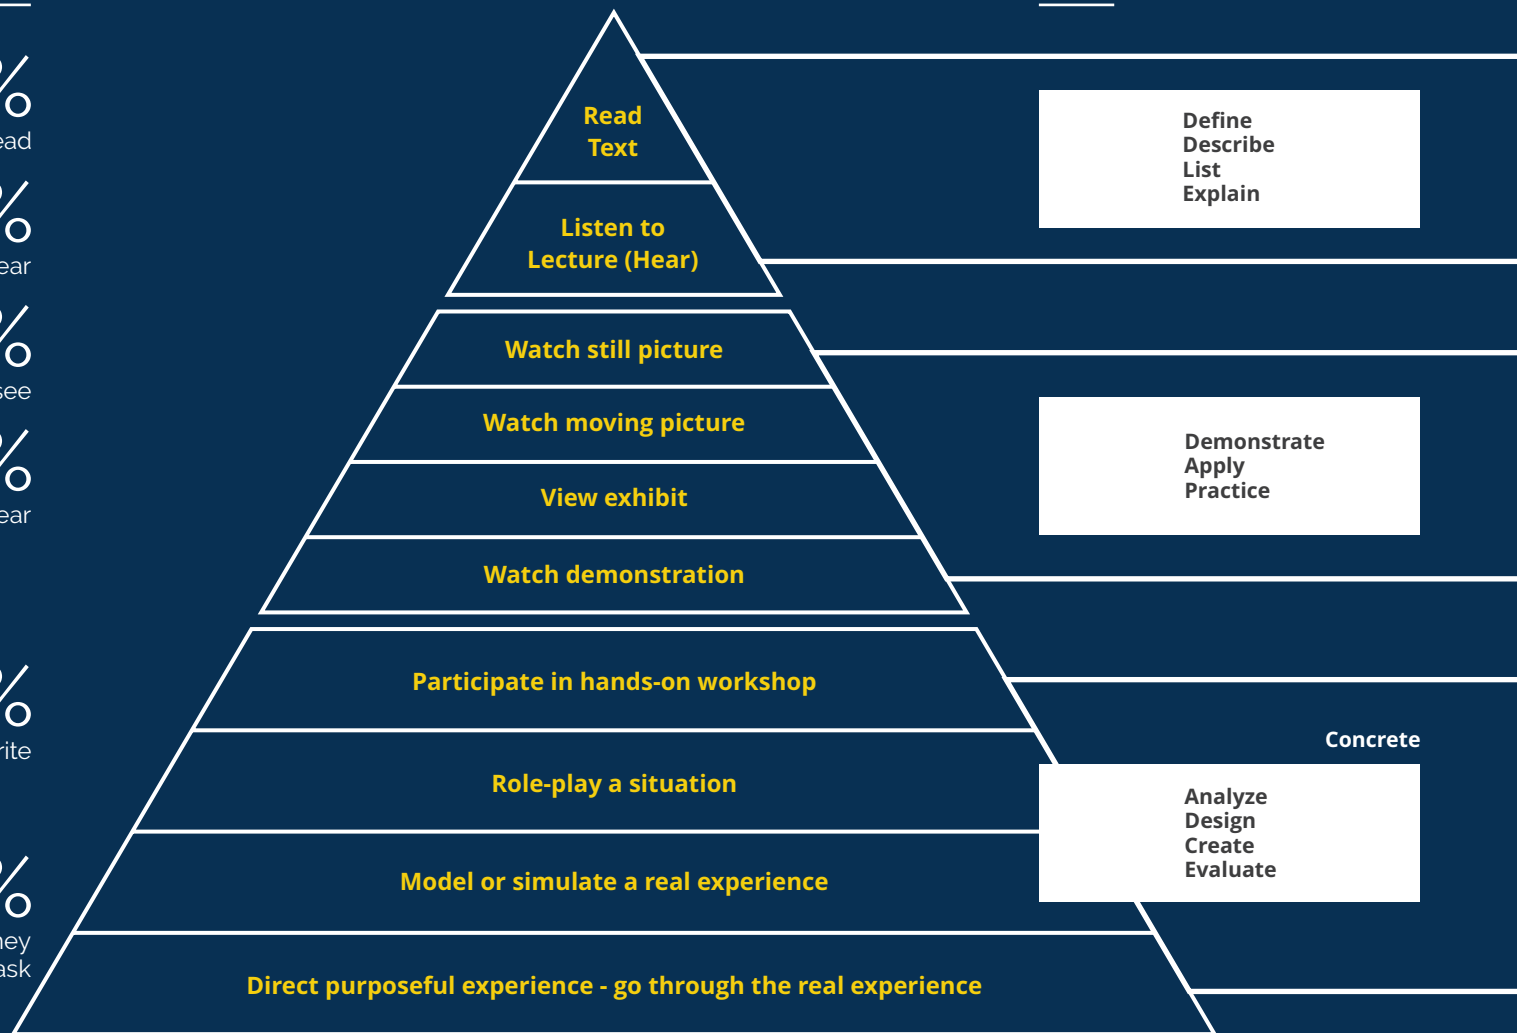 %
%
%
%
%
%
Read
Text
Listen to
Lecture (Hear)
Watch still picture
Watch moving picture
View exhibit
Watch demonstration
Participate in hands-on workshop
Role-play a situation
Model or simulate a real experience
Direct purposeful experience - go through the real experience
Define
Describe
List
Explain
Demonstrate
Apply
Practice
Concrete
Analyze
Design
Create
Evaluate